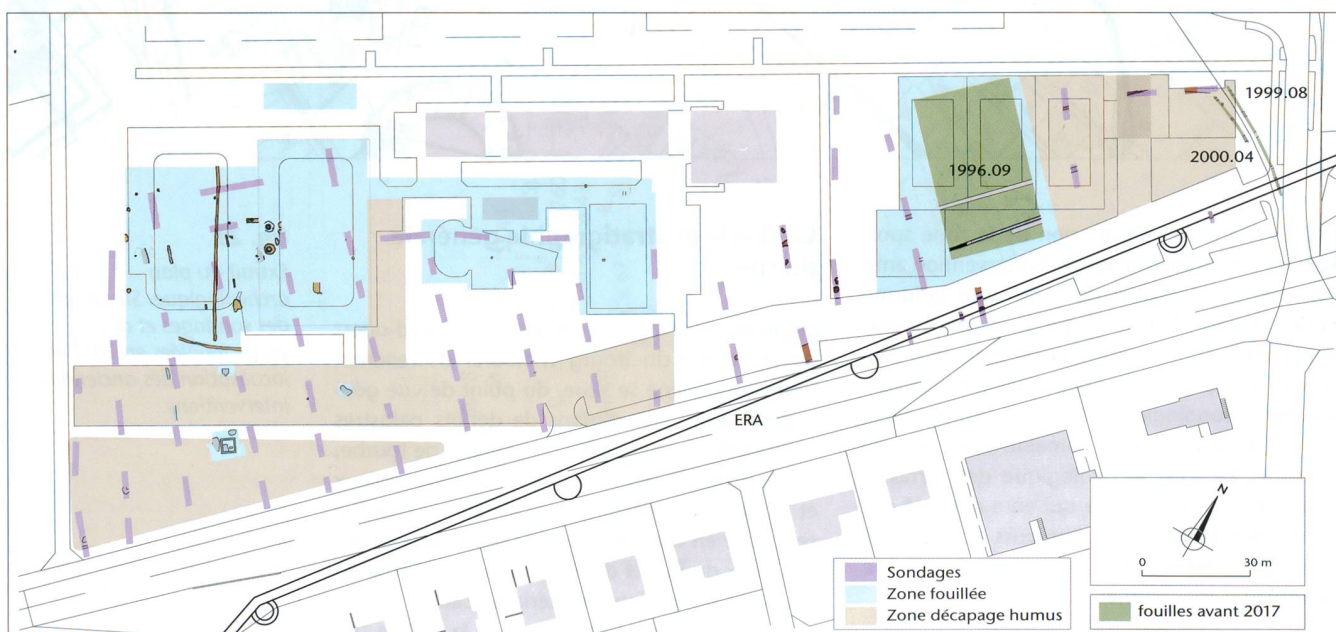 1999.08
2000.04
1996.09
ERA
N
0 30 m
Sondages
Zone fouillée
Zone décapage humus
fouilles avant 2017